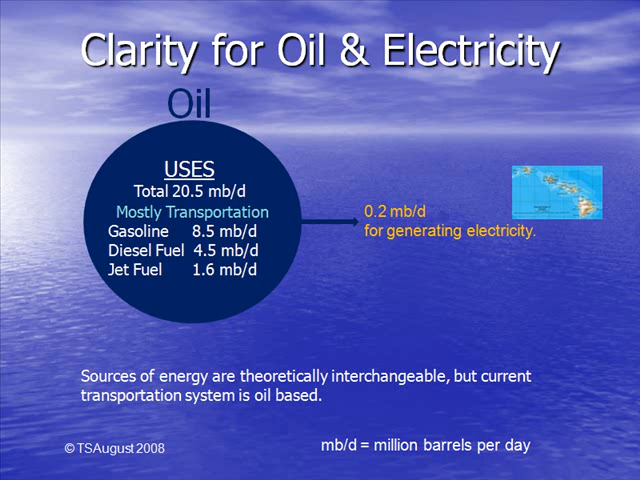 Clarity for Oil & Electricity
Oil
USES
Total 20.5 mb/d
Mostly Transportation
Gasoline 8.5 mb/d
Diesel Fuel 4.5 mb/d
Jet Fuel 1.6 mb/d
0.2 mb/d
for generating electricity.
Sources of energy are theoretically interchangeable, but current
transportation system is oil based.
© TSAugust 2008
mb/d = million barrels per day